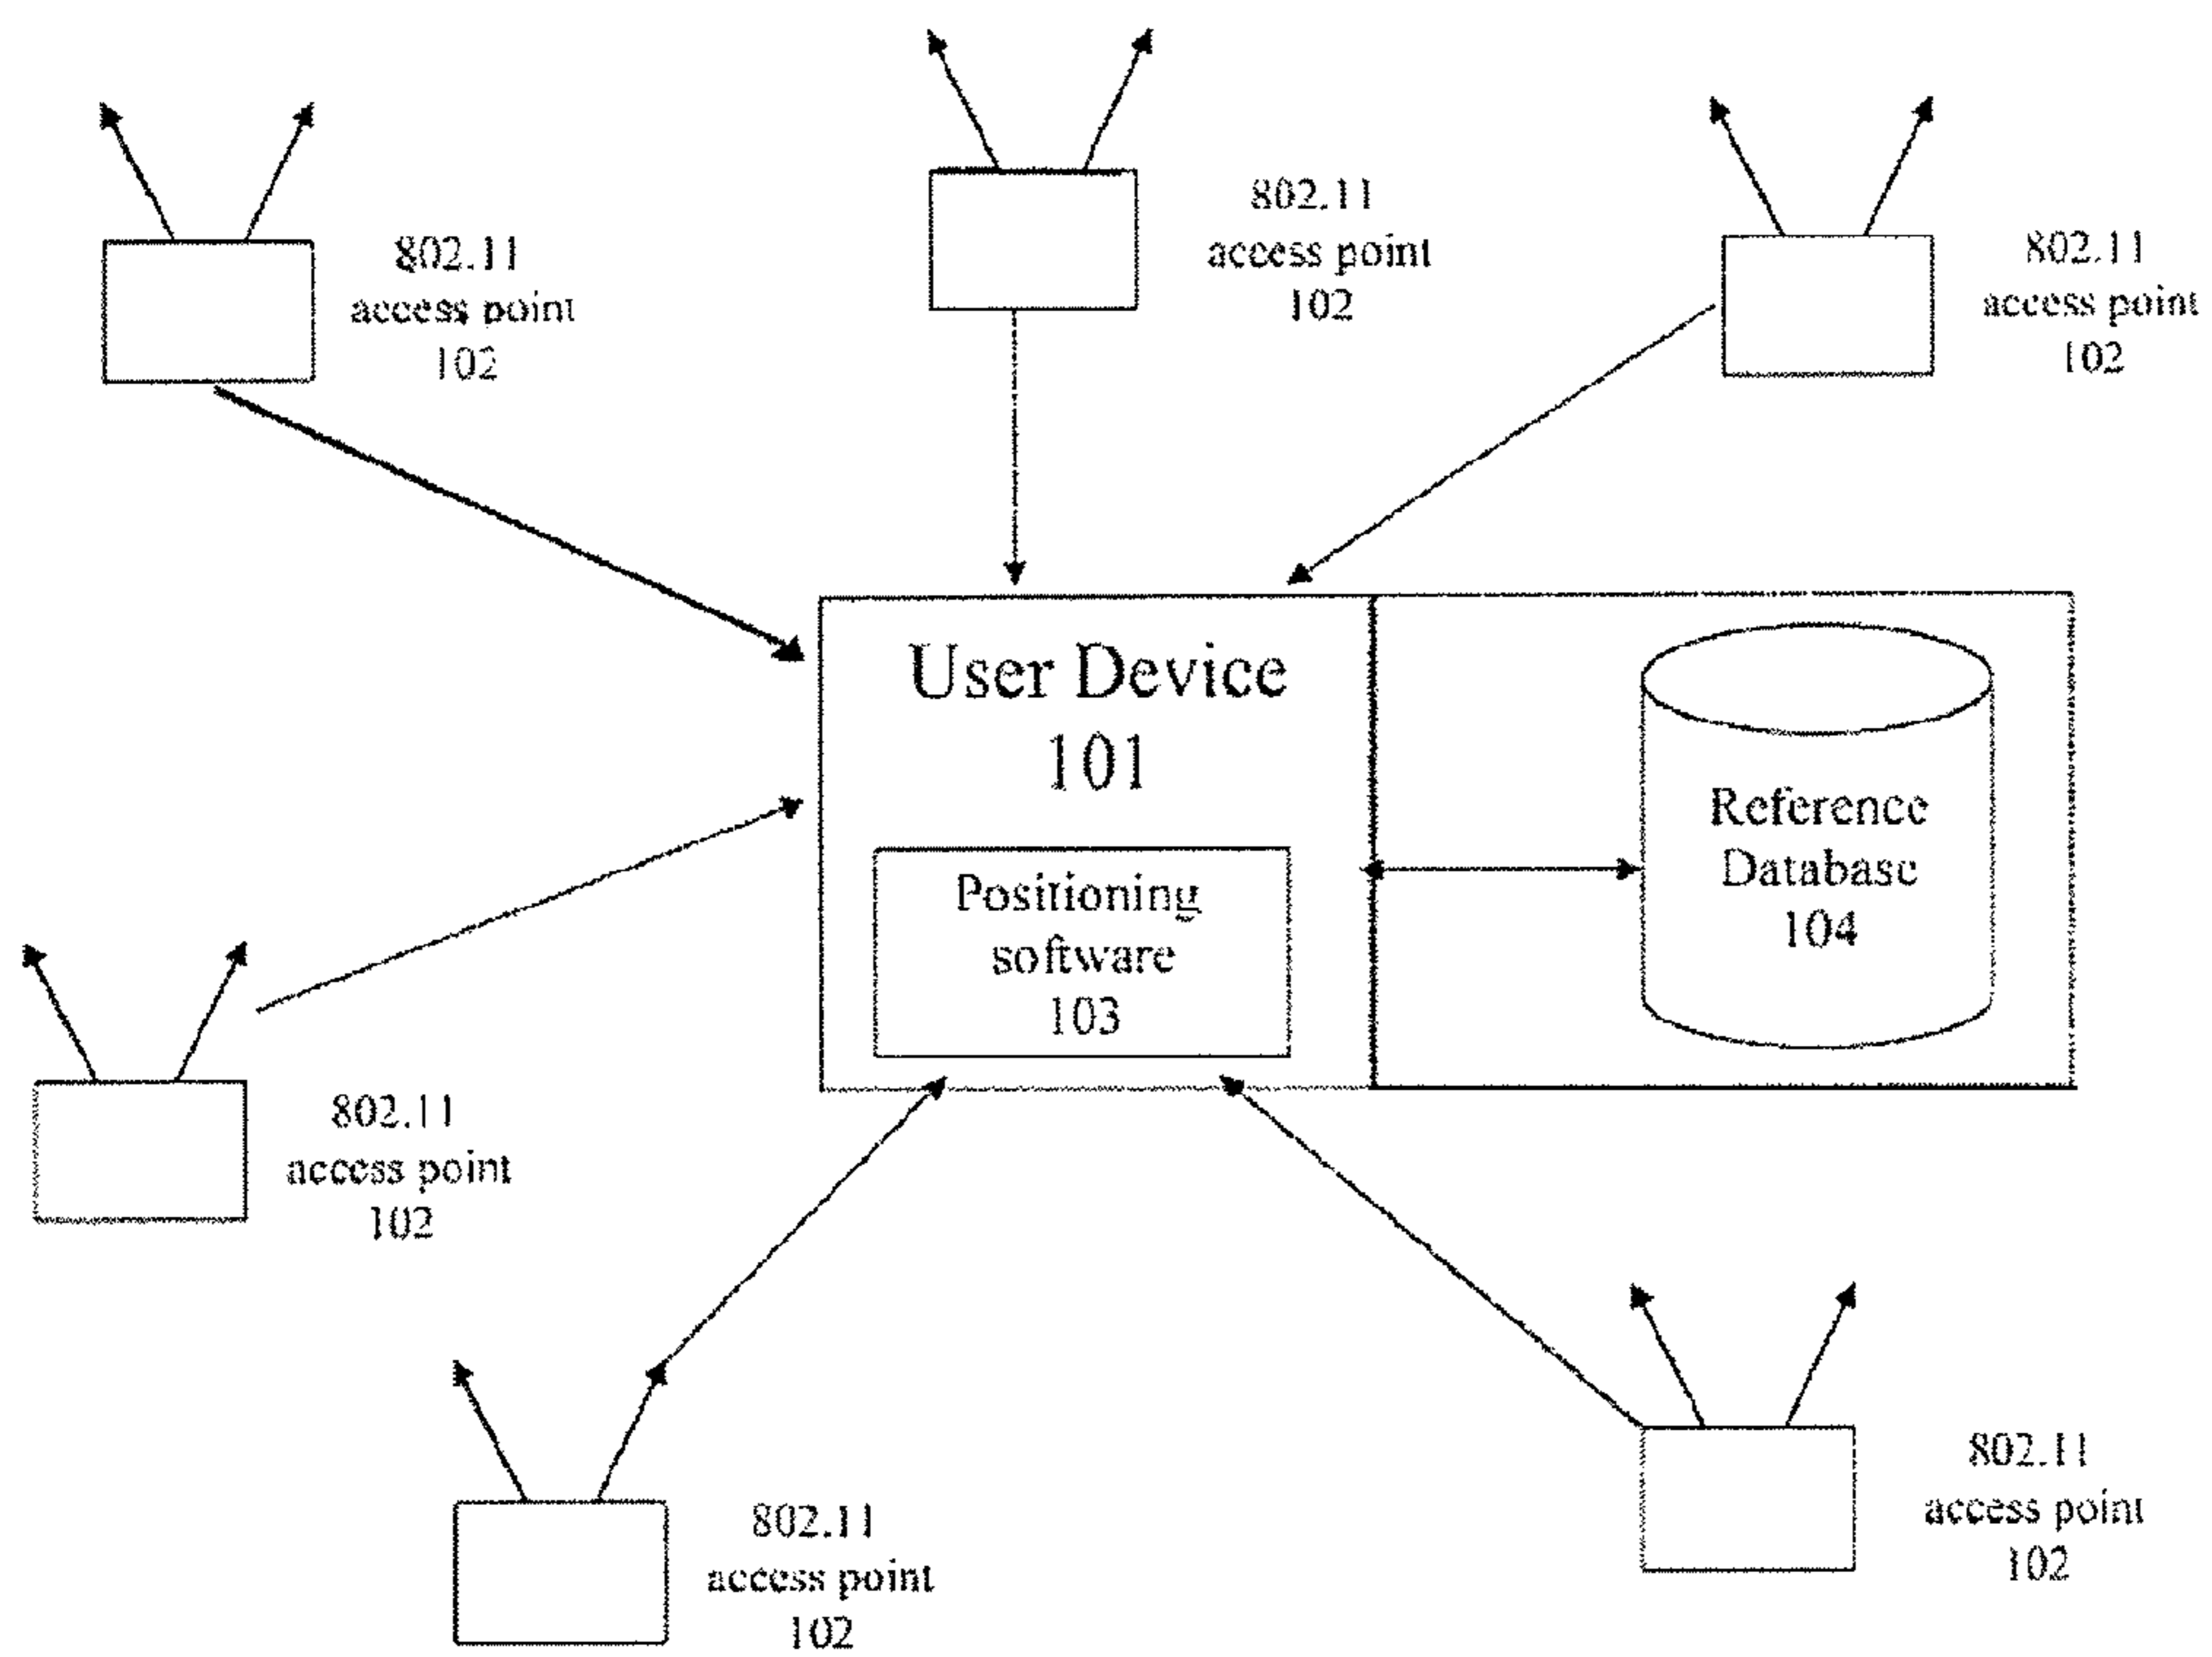 802.11
access point
102
802.11
access point
102
802.11
access point
102
User Device
101
Positioning
software
103
Reference
Database
104
802.11
access point
102
802.11
access point
102
802.11
access point
102